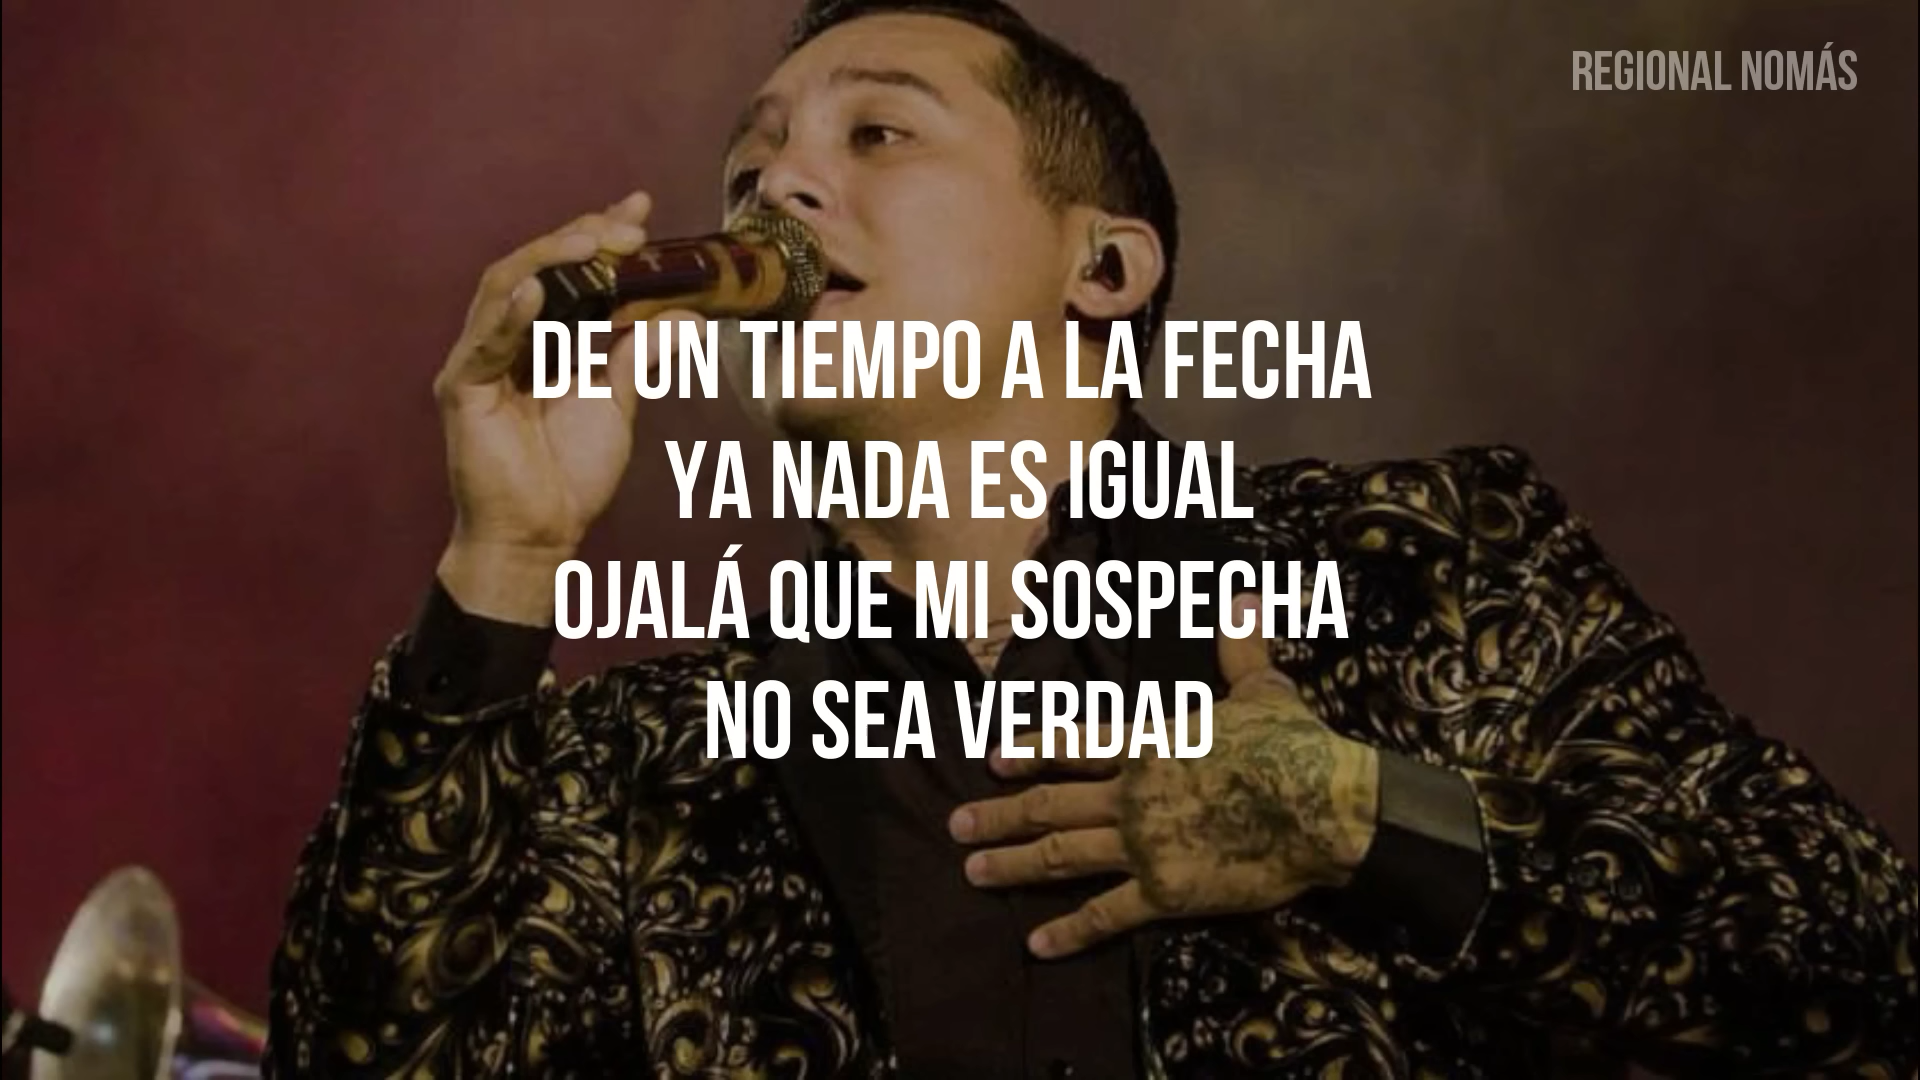 REGIONAL NOMÁS
DE UN TIEMPO A LA FECHA
YA NADA ES IGUAL
OJALÁ QUE MI SOSPECHA
NO SEA VERDAD